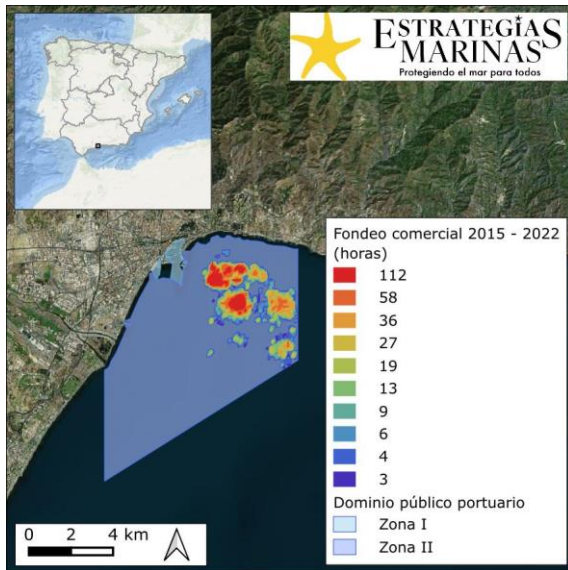 ESTRATEGIAS
MARINAS
Protegiendo el mar para todos
Fondeo comercial 2015 - 2022
(horas)
112
58
36
27
19
13
9
6
4
3
Dominio público portuario
Zona I
Zona II
0 2 4 km